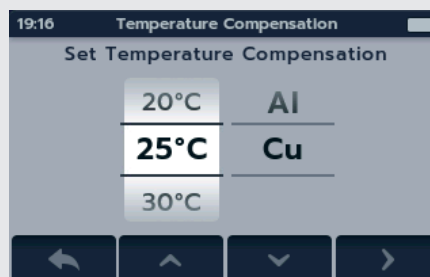 19:16 Temperature Compensation
Set Temperature Compensation
20°C Al
25°C Cu
30°C